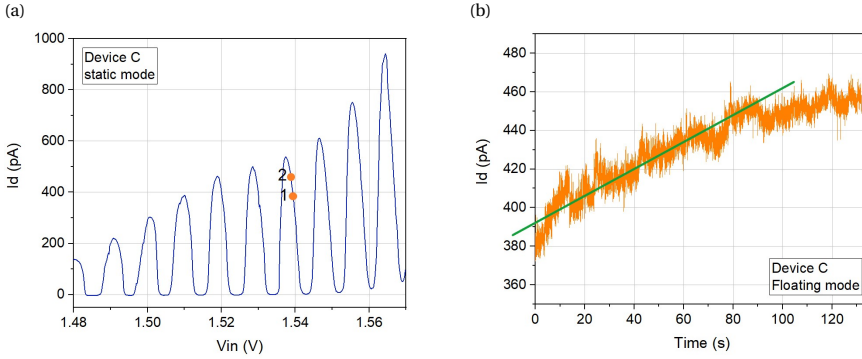 (a)
1000
800
600
400
200
0
Id (pA)
Device C
static mode
2
1
1.48
1.50
1.52
1.54
1.56
Vin (V)
(b)
480
460
440
420
400
380
360
Id (pA)
Device C
Floating mode
0
20
40
60
80
100
120
Time (s)